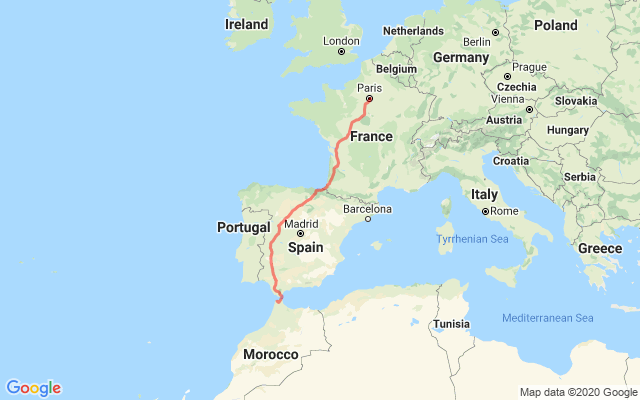 Ireland
Poland
London
Netherlands
Berlin
Belgium
Germany
Prague
Paris
Czechia
Vienna
Slovakia
Austria
France
Hungary
Croatia
Serbia
Italy
Barcelona
Rome
Portugal
Madrid
Spain
Tyrrhenian Sea
Greece
Mediterranean Sea
Tunisia
Morocco
Google
Map data ©2020 Google